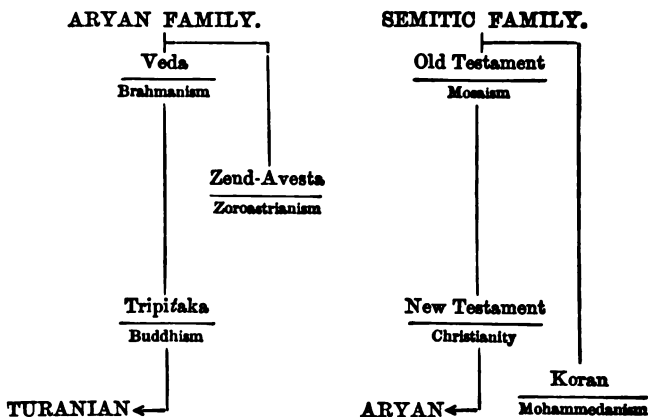 ARYAN FAMILY.
Veda
Brahmanism
Zend-Avesta
Zoroastrianism
Tripitaka
Buddhism
TURANIAN
SEMITIC FAMILY.
Old Testament
Mosaism
New Testament
Christianity
ARYAN
Koran
Mohammedanism